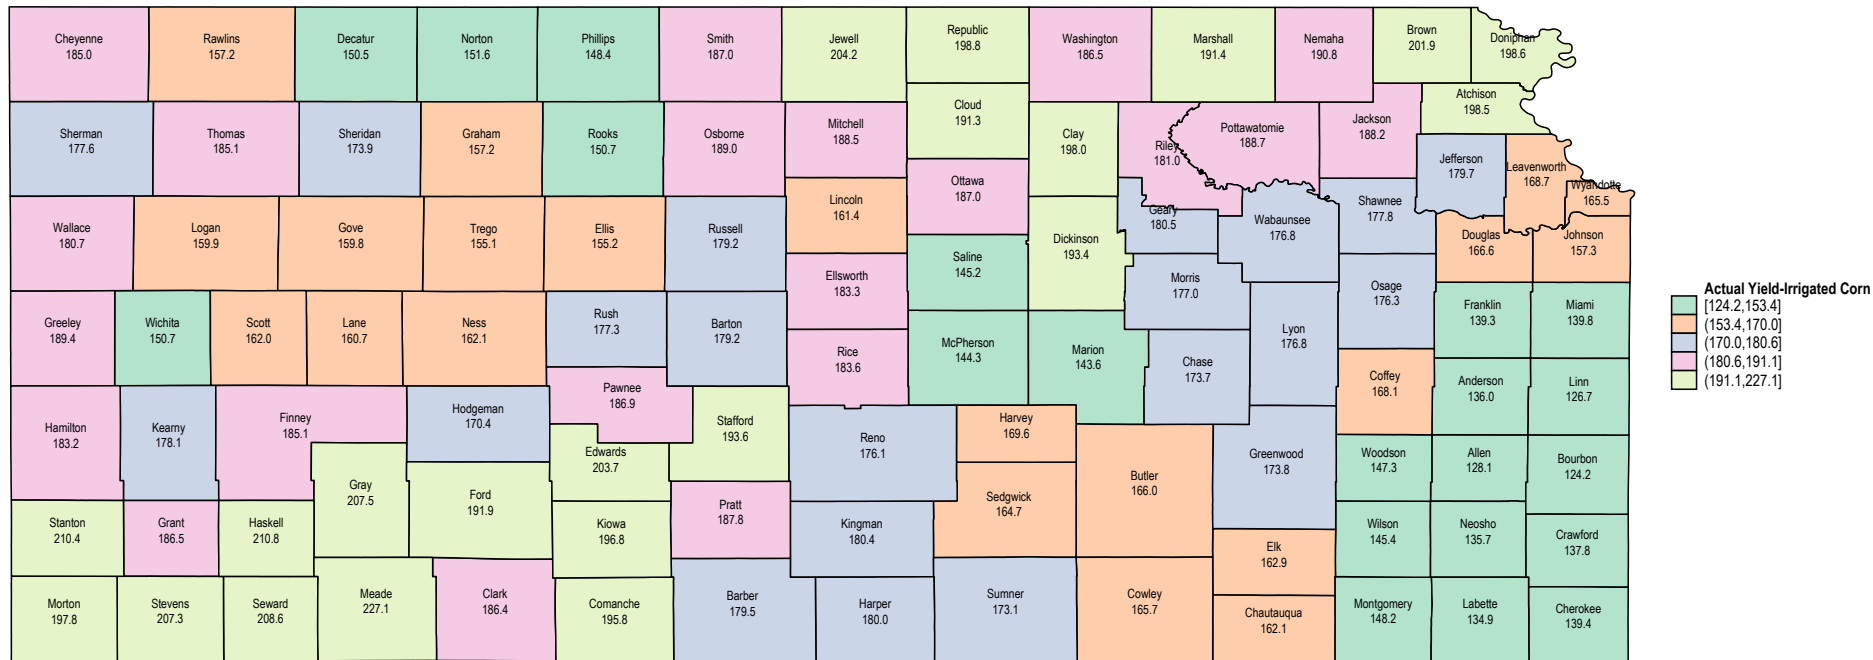 Cheyenne
185.0
Rawlins
157.2
Decatur
150.5
Norton
151.6
Phillips
148.4
Smith
187.0
Jewell
204.2
Republic
198.8
Washington
186.5
Marshall
191.4
Nemaha
190.8
Brown
201.9
Doniphan
198.6
Sherman
177.6
Thomas
185.1
Sheridan
173.9
Graham
157.2
Rooks
150.7
Osborne
189.0
Mitchell
188.5
Cloud
191.3
Clay
198.0
Riley
181.0
Pottawatomie
188.7
Jackson
188.2
Atchison
198.5
Jefferson
179.7
Leavenworth
168.7
Wyandotte
165.5
Wallace
180.7
Logan
159.9
Gove
159.8
Trego
155.1
Ellis
155.2
Russell
179.2
Lincoln
161.4
Ottawa
187.0
Dickinson
193.4
Geary
180.5
Wabaunsee
176.8
Shawnee
177.8
Douglas
166.6
Johnson
157.3
Ellsworth
183.3
Saline
145.2
Morris
177.0
Osage
176.3
Franklin
139.3
Miami
139.8
Greeley
189.4
Wichita
150.7
Scott
162.0
Lane
160.7
Ness
162.1
Rush
177.3
Barton
179.2
Rice
183.6
McPherson
144.3
Marion
143.6
Chase
173.7
Lyon
176.8
Coffey
168.1
Anderson
136.0
Linn
126.7
Hamilton
183.2
Kearny
178.1
Finney
185.1
Hodgeman
170.4
Pawnee
186.9
Stafford
193.6
Reno
176.1
Harvey
169.6
Butler
166.0
Greenwood
173.8
Woodson
147.3
Allen
128.1
Bourbon
124.2
Gray
207.5
Ford
191.9
Edwards
203.7
Sedgwick
164.7
Stanton
210.4
Grant
186.5
Haskell
210.8
Kiowa
196.8
Pratt
187.8
Kingman
180.4
Elk
162.9
Wilson
145.4
Neosho
135.7
Crawford
137.8
Morton
197.8
Stevens
207.3
Seward
208.6
Meade
227.1
Clark
186.4
Comanche
195.8
Barber
179.5
Harper
180.0
Sumner
173.1
Cowley
165.7
Chautauqua
162.1
Montgomery
148.2
Labette
134.9
Cherokee
139.4
Actual Yield-Irrigated Corn
[124.2,153.4]
(153.4,170.0]
(170.0,180.6]
(180.6,191.1]
(191.1,227.1]